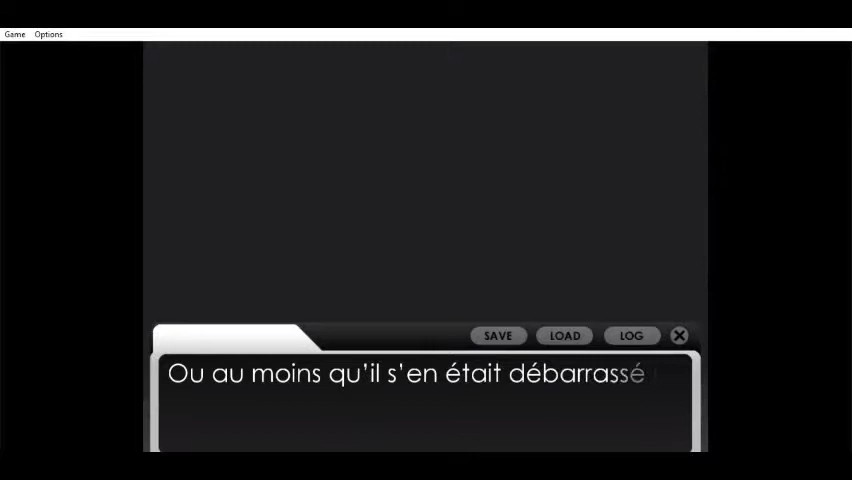 Game Options
SAVE LOAD LOG X
Ou au moins qu'il s'en était débarrassé